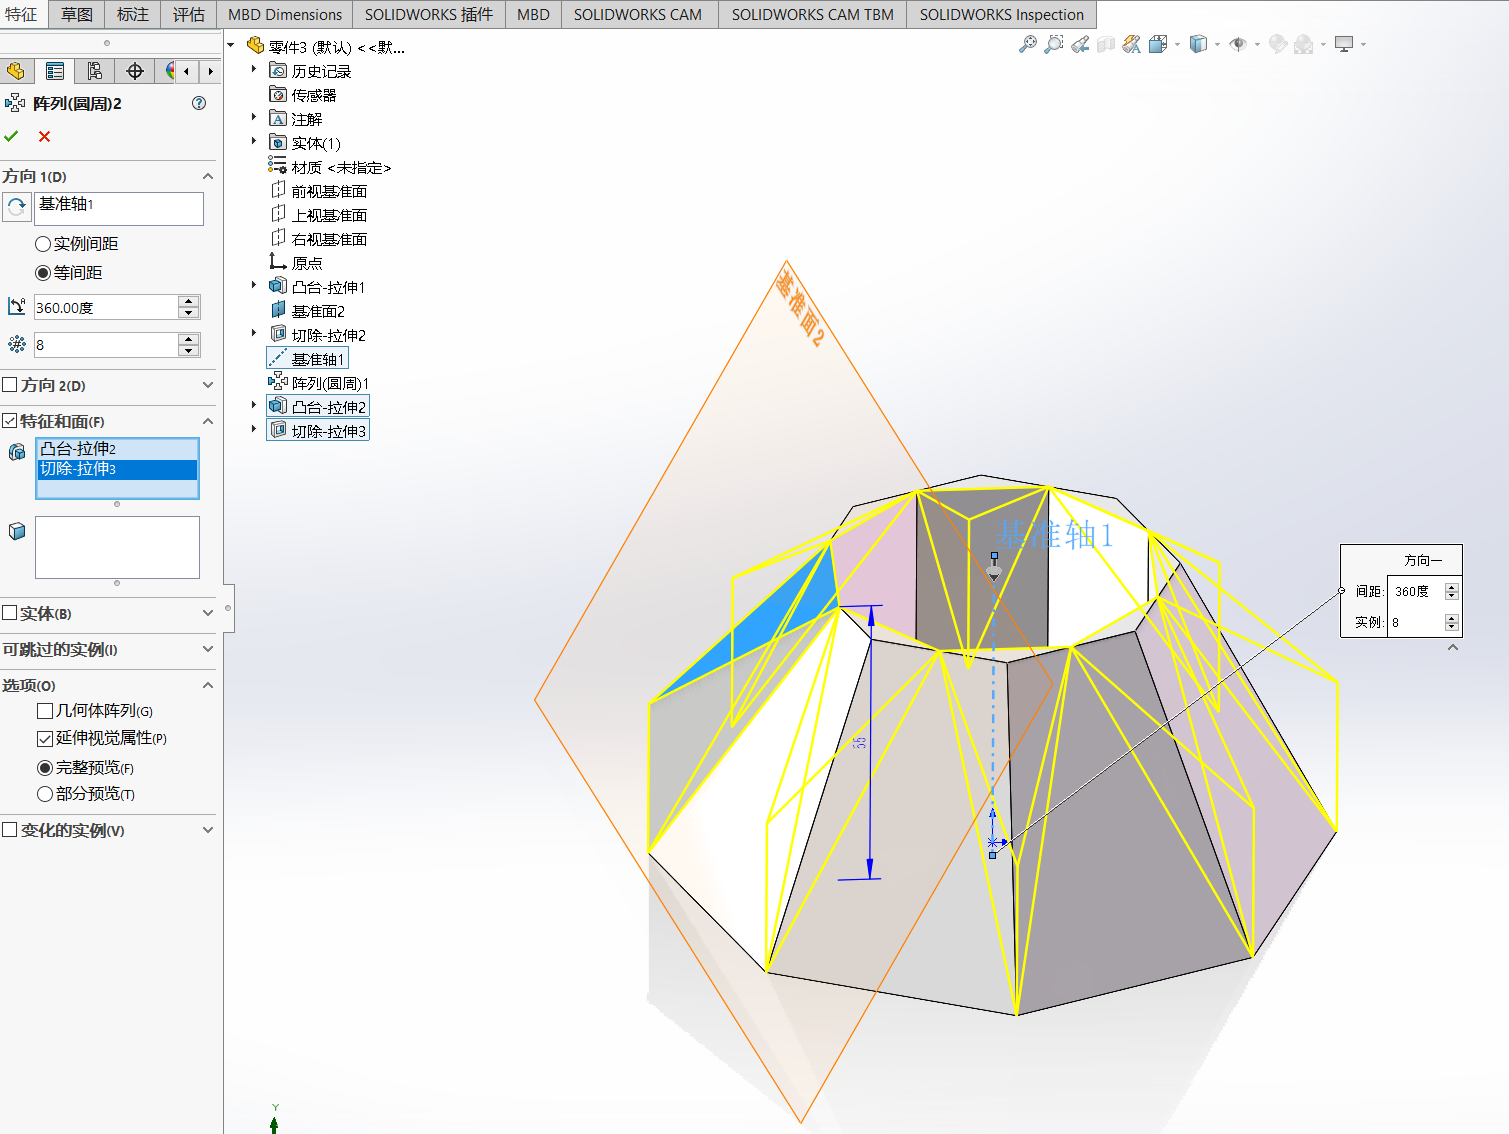 特征 草图 标注 评估 MBD Dimensions SOLIDWORKS 插件 MBD SOLIDWORKS CAM SOLIDWORKS CAM TBM SOLIDWORKS Inspection
阵列(圆周)2
方向 1(D)
基准轴1
实例间距
等间距
360.00度
8
方向 2(D)
特征和面(F)
凸台-拉伸2
切除-拉伸3
实体(B)
可跳过的实例(I)
选项(O)
几何体阵列(G)
延伸视觉属性(P)
完整预览(F)
部分预览(T)
变化的实例(V)
零件3 (默认) <<默...
历史记录
传感器
注解
实体(1)
材质 <未指定>
前视基准面
上视基准面
右视基准面
原点
凸台-拉伸1
基准面2
切除-拉伸2
基准轴1
阵列(圆周)1
凸台-拉伸2
切除-拉伸3
基准面2
基准轴1
方向一
间距: 360度
实例: 8
Y